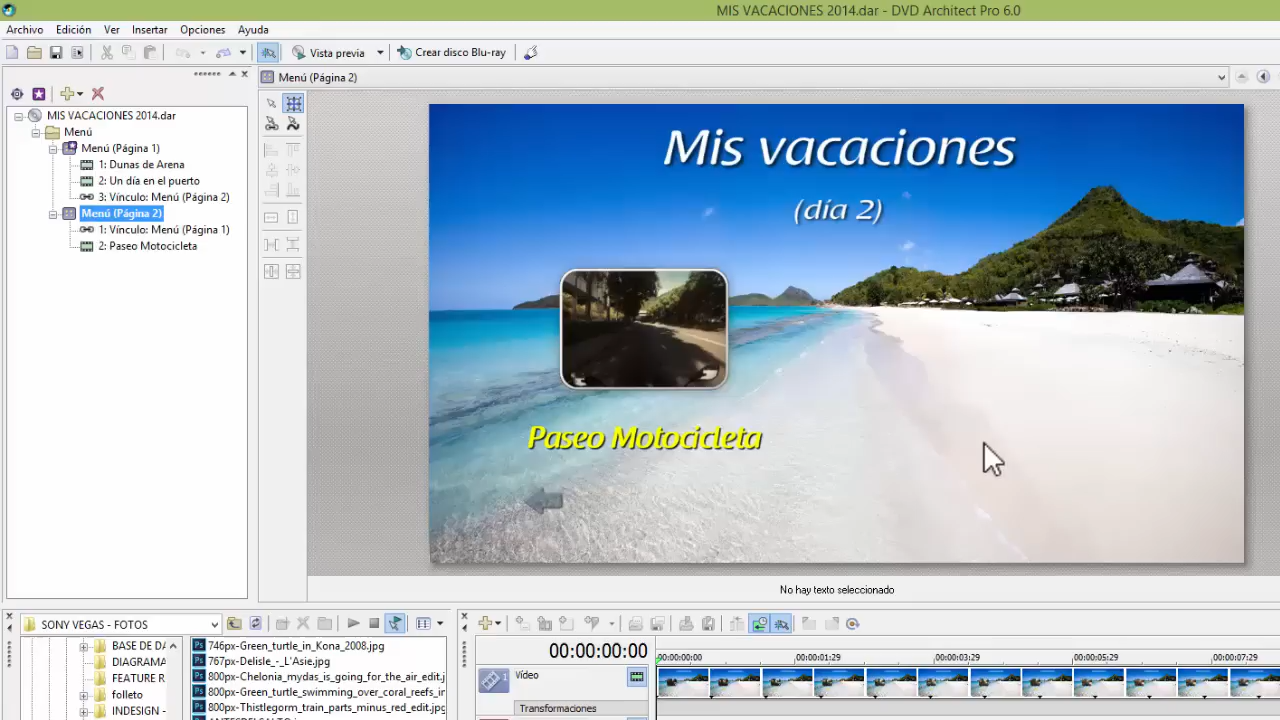 MIS VACACIONES 2014.dar - DVD Architect Pro 6.0
Archivo Edición Ver Insertar Opciones Ayuda
Vista previa Crear disco Blu-ray
Menú (Página 2)
MIS VACACIONES 2014.dar
Menú
Menú (Página 1)
1: Dunas de Arena
2: Un día en el puerto
3: Vínculo: Menú (Página 2)
Menú (Página 2)
1: Vínculo: Menú (Página 1)
2: Paseo Motocicleta
Mis vacaciones
(día 2)
Paseo Motocicleta
No hay texto seleccionado
SONY VEGAS - FOTOS
BASE DE DA
DIAGRAMA
FEATURE R
folleto
INDESIGN -
746px-Green_turtle_in_Kona_2008.jpg
767px-Delisle_-_L'Asie.jpg
800px-Chelonia_mydas_is_going_for_the_air_edit.j
800px-Green_turtle_swimming_over_coral_reefs_in
800px-Thistlegorm_train_parts_minus_red_edit.jpg
00:00:00:00
Vídeo
Transformaciones
00:00:00:00 00:00:01:29 00:00:03:29 00:00:05:29 00:00:07:29